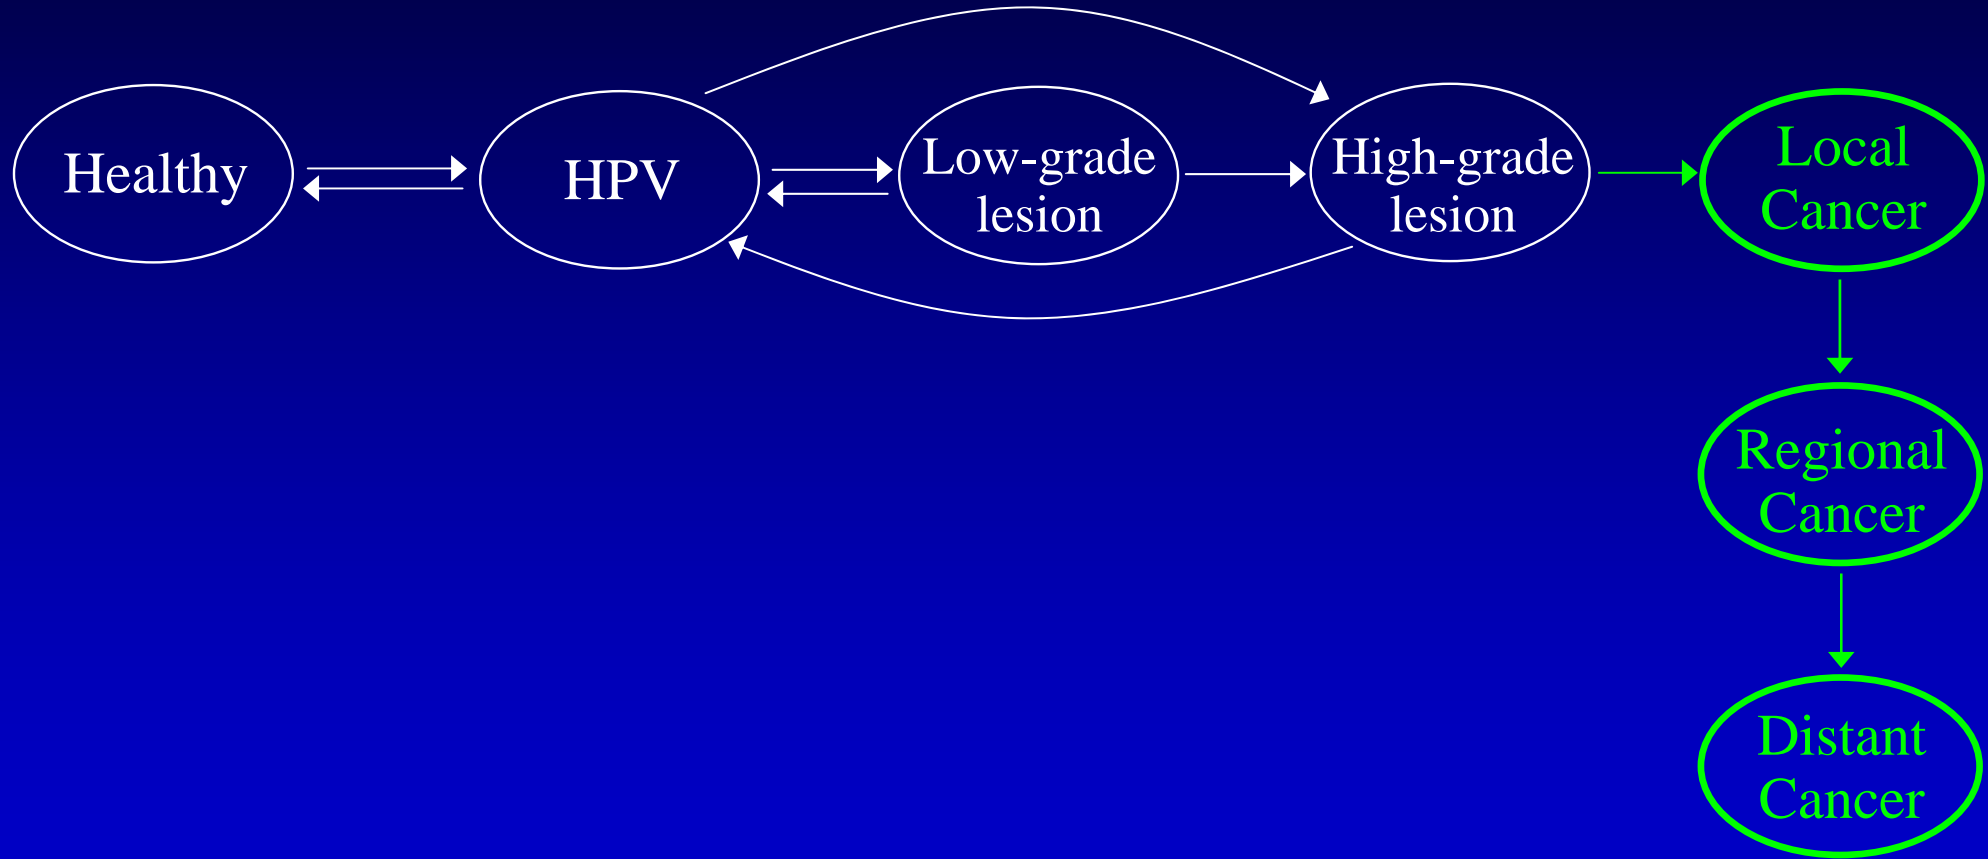 Healthy
HPV
Low-grade
lesion
High-grade
lesion
Local
Cancer
Regional
Cancer
Distant
Cancer